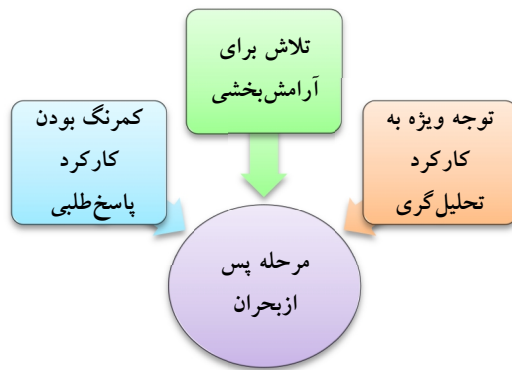 تلاش برای
آرامش‌بخشی
توجه ویژه به
کارکرد
تحلیل‌گری
کمرنگ بودن
کارکرد
پاسخ‌طلبی
مرحله پس
ازبحران